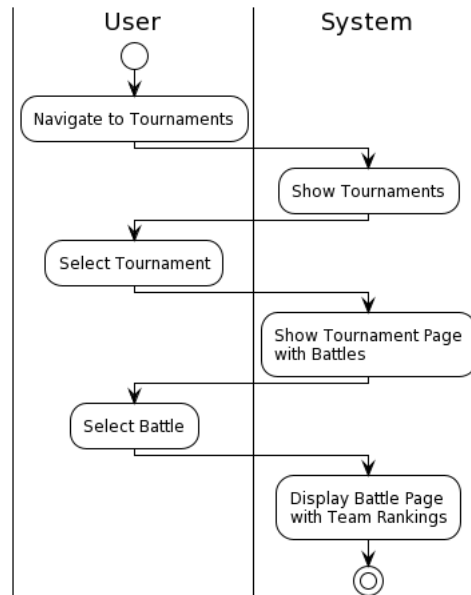 User
System
Navigate to Tournaments
Show Tournaments
Select Tournament
Show Tournament Page
with Battles
Select Battle
Display Battle Page
with Team Rankings